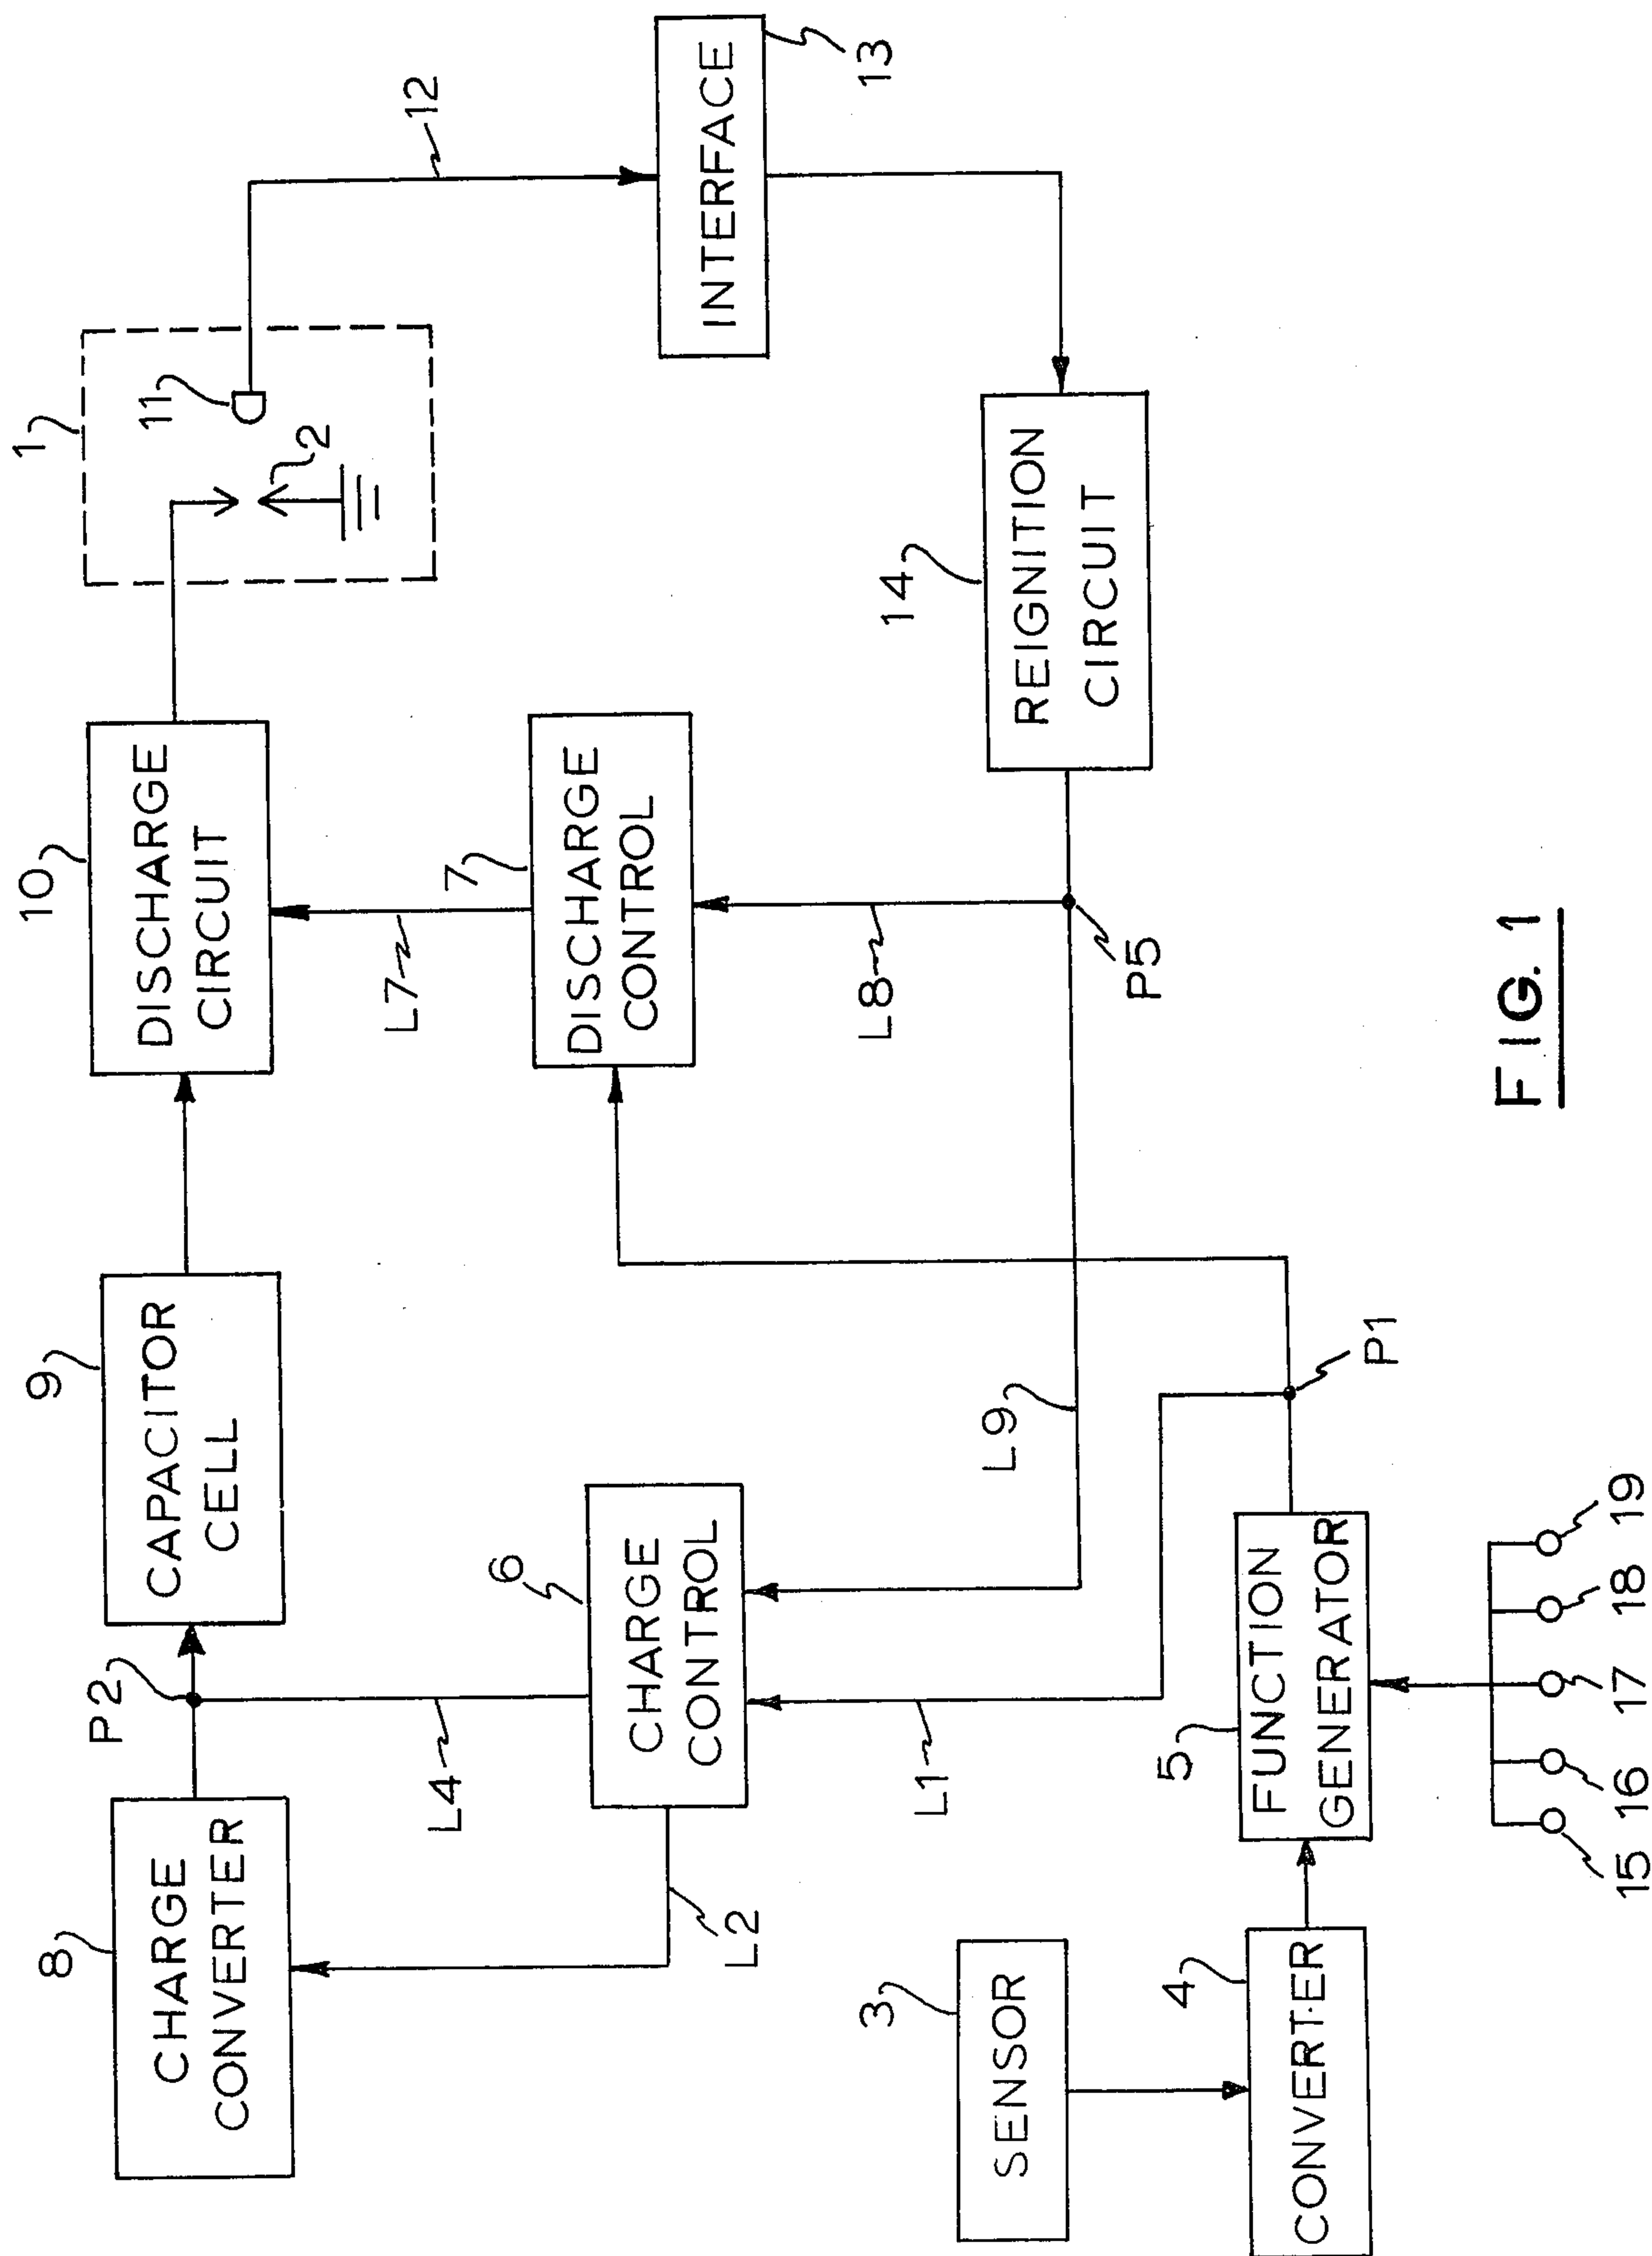 1
11
12
2
10
DISCHARGE
CIRCUIT
9
CAPACITOR
CELL
P2
8
CHARGE
CONVERTER
INTERFACE
13
L7
7
DISCHARGE
CONTROL
6
CHARGE
CONTROL
L4
L2
14
REIGNITION
CIRCUIT
L8
P5
L9
L1
3
SENSOR
4
CONVERTER
5
FUNCTION
GENERATOR
P1
15
16
17
18
19
FIG. 1